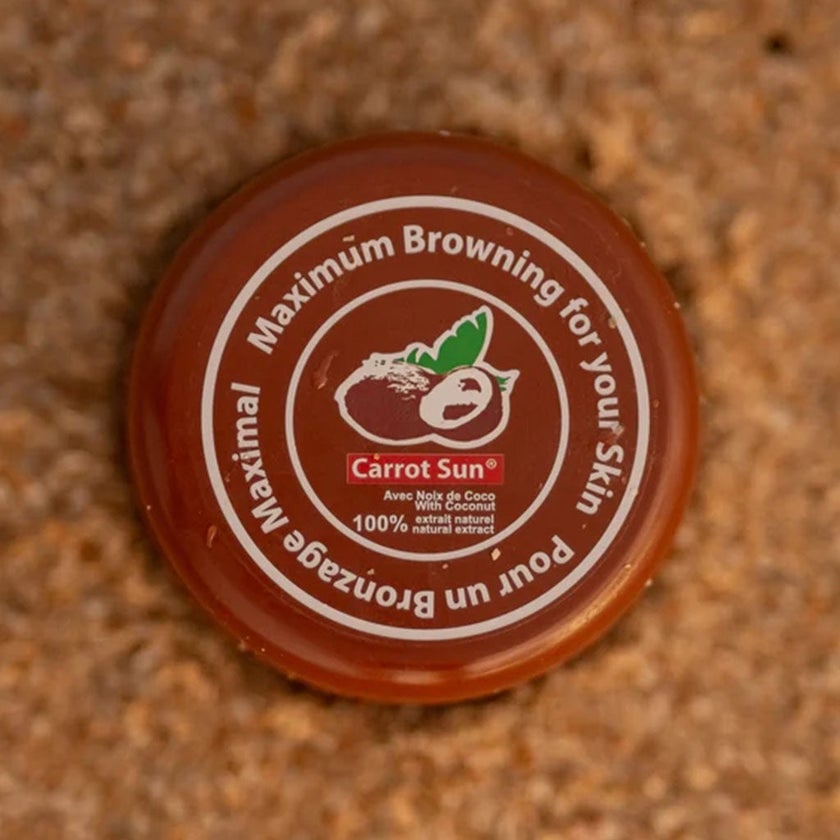 Maximum Browning for your Skin
Pour un Bronzage Maximal
Carrot Sun®
Avec Noix de Coco
With Coconut
100% extrait naturel
natural extract